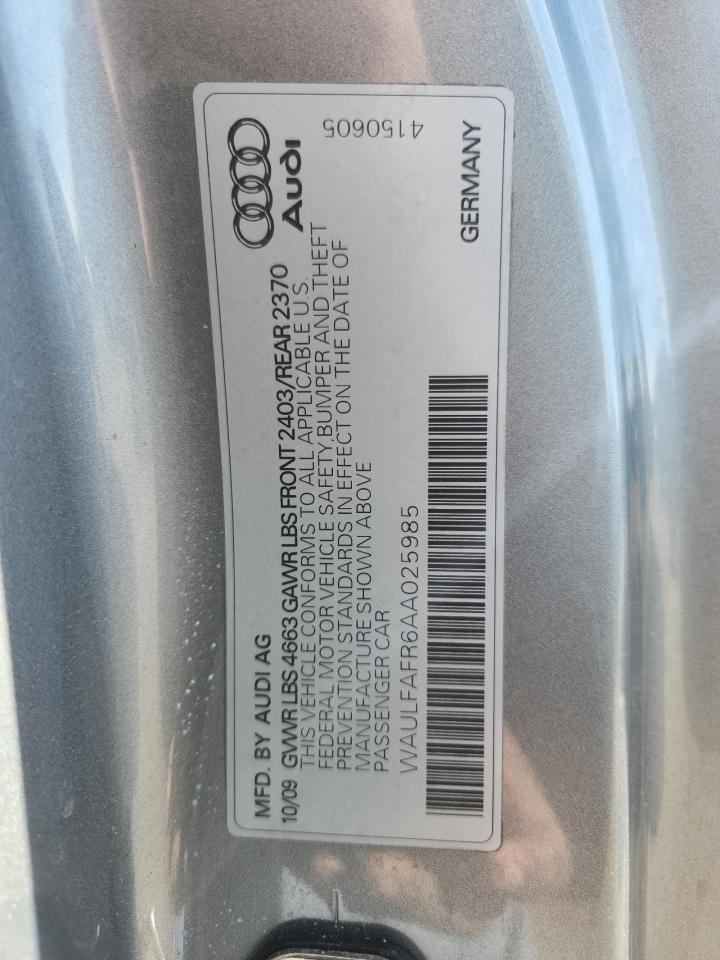 MFD. BY AUDI AG
10/09 GVWR LBS 4663 GAWR LBS FRONT 2403/REAR 2370
THIS VEHICLE CONFORMS TO ALL APPLICABLE U.S.
FEDERAL MOTOR VEHICLE SAFETY,BUMPER AND THEFT
PREVENTION STANDARDS IN EFFECT ON THE DATE OF
MANUFACTURE SHOWN ABOVE
PASSENGER CAR
WAULFAFR6AA025985
Audi
4150605
GERMANY